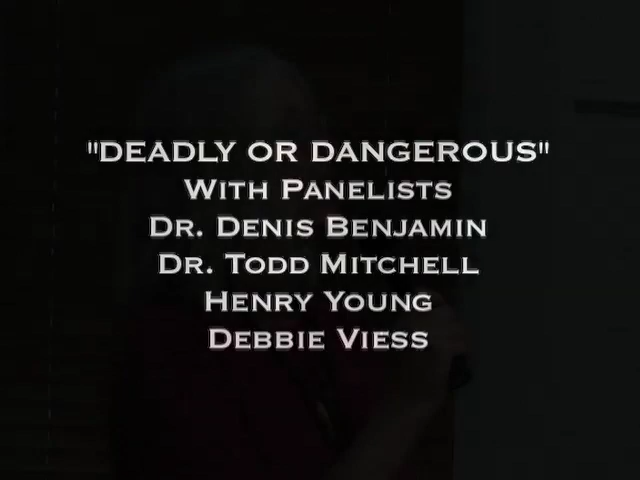 "DEADLY OR DANGEROUS"
WITH PANELISTS
DR. DENIS BENJAMIN
DR. TODD MITCHELL
HENRY YOUNG
DEBBIE VIESS